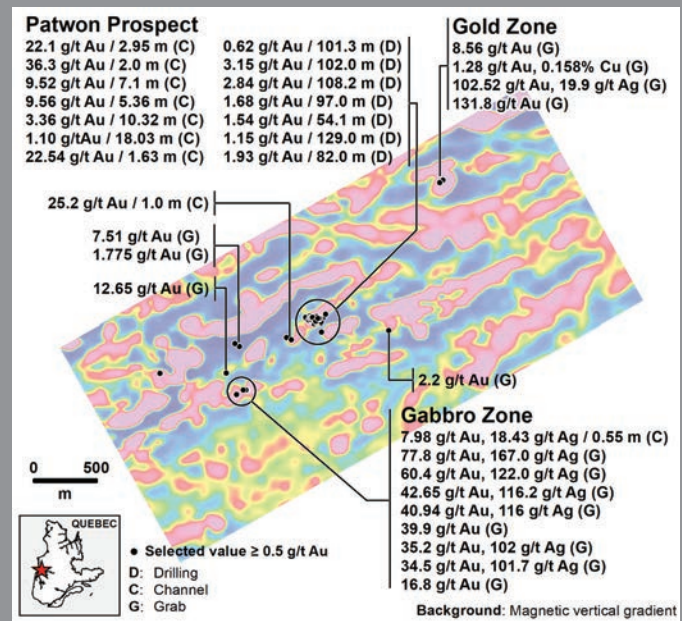 Patwon Prospect
22.1 g/t Au / 2.95 m (C)
36.3 g/t Au / 2.0 m (C)
9.52 g/t Au / 7.1 m (C)
9.56 g/t Au / 5.36 m (C)
3.36 g/t Au / 10.32 m (C)
1.10 g/tAu / 18.03 m (C)
22.54 g/t Au / 1.63 m (C)
0.62 g/t Au / 101.3 m (D)
3.15 g/t Au / 102.0 m (D)
2.84 g/t Au / 108.2 m (D)
1.68 g/t Au / 97.0 m (D)
1.54 g/t Au / 54.1 m (D)
1.15 g/t Au / 129.0 m (D)
1.93 g/t Au / 82.0 m (D)
Gold Zone
8.56 g/t Au (G)
1.28 g/t Au, 0.158% Cu (G)
102.52 g/t Au, 19.9 g/t Ag (G)
131.8 g/t Au (G)
25.2 g/t Au / 1.0 m (C)
7.51 g/t Au (G)
1.775 g/t Au (G)
12.65 g/t Au (G)
2.2 g/t Au (G)
Gabbro Zone
7.98 g/t Au, 18.43 g/t Ag / 0.55 m (C)
77.8 g/t Au, 167.0 g/t Ag (G)
60.4 g/t Au, 122.0 g/t Ag (G)
42.65 g/t Au, 116.2 g/t Ag (G)
40.94 g/t Au, 116 g/t Ag (G)
39.9 g/t Au (G)
35.2 g/t Au, 102 g/t Ag (G)
34.5 g/t Au, 101.7 g/t Ag (G)
16.8 g/t Au (G)
0 500
m
QUEBEC
• Selected value ≥ 0.5 g/t Au
D: Drilling
C: Channel
G: Grab
Background: Magnetic vertical gradient